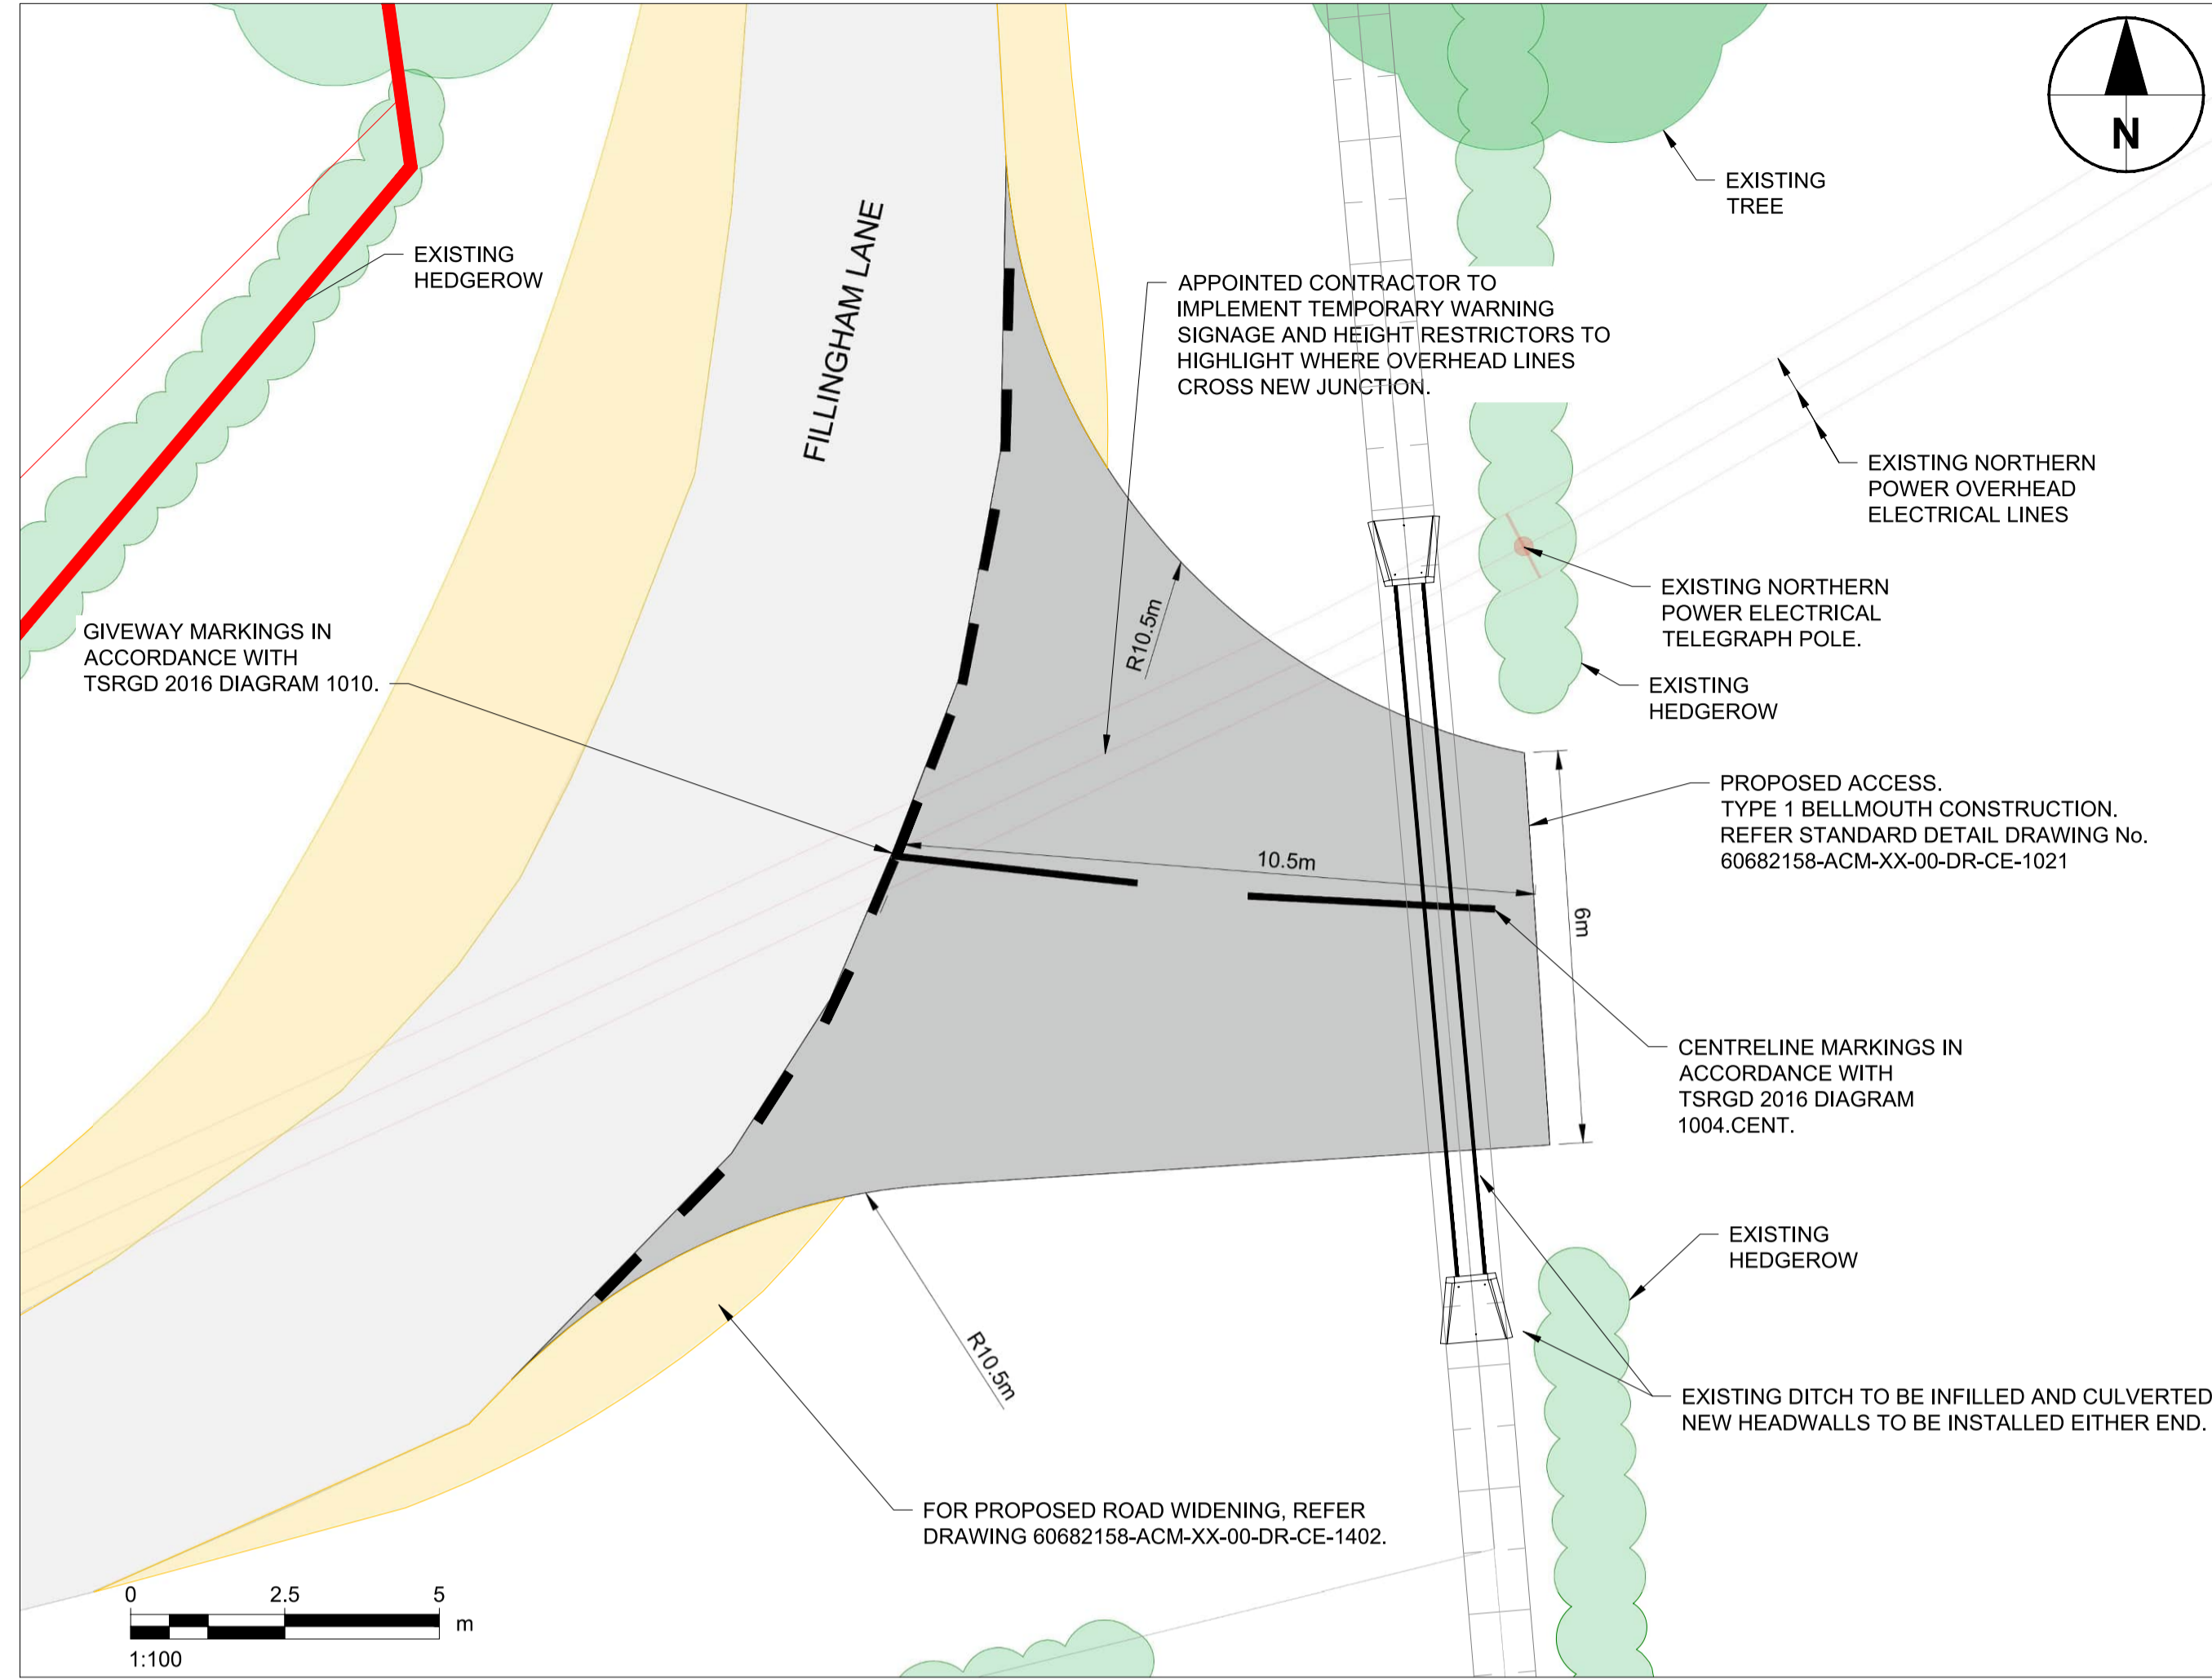 N
EXISTING
TREE
EXISTING
HEDGEROW
FILLINGHAM LANE
APPOINTED CONTRACTOR TO
IMPLEMENT TEMPORARY WARNING
SIGNAGE AND HEIGHT RESTRICTORS TO
HIGHLIGHT WHERE OVERHEAD LINES
CROSS NEW JUNCTION.
EXISTING NORTHERN
POWER OVERHEAD
ELECTRICAL LINES
EXISTING NORTHERN
POWER ELECTRICAL
TELEGRAPH POLE.
GIVEWAY MARKINGS IN
ACCORDANCE WITH
TSRGD 2016 DIAGRAM 1010.
R10.5m
EXISTING
HEDGEROW
PROPOSED ACCESS.
TYPE 1 BELLMOUTH CONSTRUCTION.
REFER STANDARD DETAIL DRAWING No.
60682158-ACM-XX-00-DR-CE-1021
10.5m
6m
CENTRELINE MARKINGS IN
ACCORDANCE WITH
TSRGD 2016 DIAGRAM
1004.CENT.
EXISTING
HEDGEROW
R10.5m
EXISTING DITCH TO BE INFILLED AND CULVERTED
NEW HEADWALLS TO BE INSTALLED EITHER END.
FOR PROPOSED ROAD WIDENING, REFER
DRAWING 60682158-ACM-XX-00-DR-CE-1402.
0 2.5 5
m
1:100